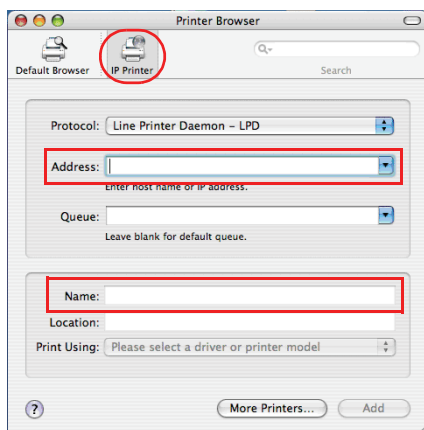 Printer Browser
Default Browser IP Printer Search
Protocol: Line Printer Daemon – LPD
Address:
Enter host name or IP address.
Queue:
Leave blank for default queue.
Name:
Location:
Print Using: Please select a driver or printer model
? More Printers... Add